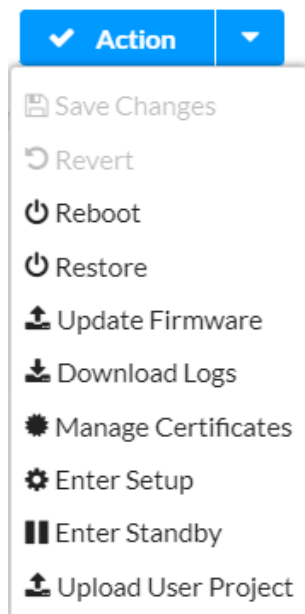 Action
Save Changes
Revert
Reboot
Restore
Update Firmware
Download Logs
Manage Certificates
Enter Setup
Enter Standby
Upload User Project